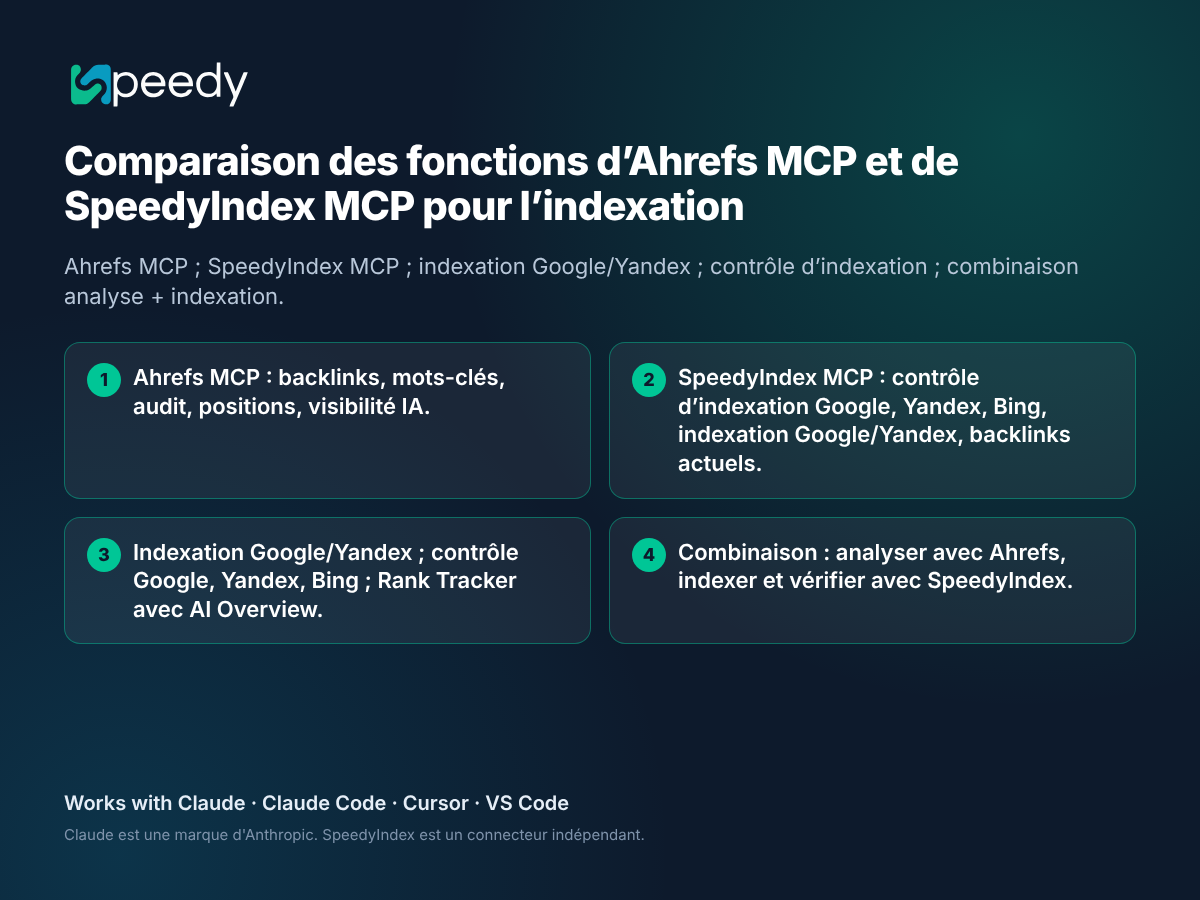 Speedy
Comparaison des fonctions d’Ahrefs MCP et de
SpeedyIndex MCP pour l’indexation
Ahrefs MCP ; SpeedyIndex MCP ; indexation Google/Yandex ; contrôle d’indexation ; combinaison
analyse + indexation.
1
Ahrefs MCP : backlinks, mots-clés,
audit, positions, visibilité IA.
2
SpeedyIndex MCP : contrôle
d’indexation Google, Yandex, Bing,
indexation Google/Yandex, backlinks
actuels.
3
Indexation Google/Yandex ; contrôle
Google, Yandex, Bing ; Rank Tracker
avec AI Overview.
4
Combinaison : analyser avec Ahrefs,
indexer et vérifier avec SpeedyIndex.
Works with Claude · Claude Code · Cursor · VS Code
Claude est une marque d'Anthropic. SpeedyIndex est un connecteur indépendant.